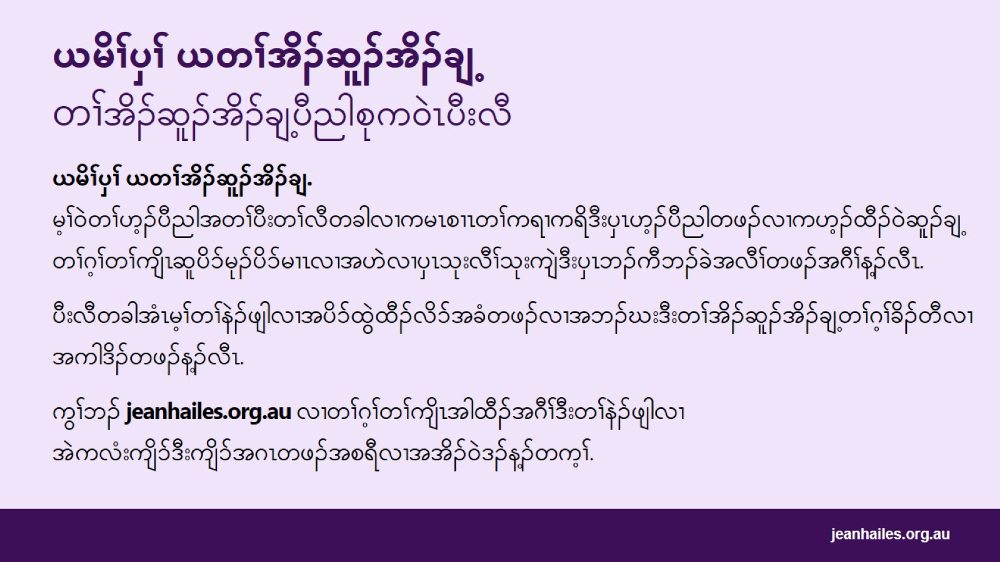 ယမိၢ်ပှၢ် ယတၢ်အိၣ်ဆူၣ်အိၣ်ချ့
တၢ်အိၣ်ဆူၣ်အိၣ်ချ့ပီညါစုကဝဲၤပီးလီ
ယမိၢ်ပှၢ် ယတၢ်အိၣ်ဆူၣ်အိၣ်ချ.
မ့ၢ်ဝဲတၢ်ဟ့ၣ်ပီညါအတၢ်ပီးတၢ်လီတခါလၢကမၤစၢၤတၢ်ကရၢကရိဒီးပှၤဟ့ၣ်ပီညါတဖၣ်လၢကဟ့ၣ်ထီၣ်ဝဲဆူၣ်ချ့
တၢ်ဂ့ၢ်တၢ်ကျိၤဆူပိာ်မုၣ်ပိာ်မၢၤလၢအဟဲလၢပှၤသုးလီၢ်သုးကျဲဒီးပှၤဘၣ်ကီဘၣ်ခဲအလီၢ်တဖၣ်အဂီၢ်န့ၣ်လီၤ.
ပီးလီတခါအံၤမ့ၢ်တၢ်နဲၣ်ဖျါလၢအပိာ်ထွဲထီၣ်လိာ်အခံတဖၣ်လၢအဘၣ်ဃးဒီးတၢ်အိၣ်ဆူၣ်အိၣ်ချ့တၢ်ဂ့ၢ်ခိၣ်တီလၢ
အကါဒိၣ်တဖၣ်န့ၣ်လီၤ.
ကွၢ်ဘၣ် jeanhailes.org.au လၢတၢ်ဂ့ၢ်တၢ်ကျိၤအါထီၣ်အဂီၢ်ဒီးတၢ်နဲၣ်ဖျါလၢ
အဲကလံးကျိာ်ဒီးကျိာ်အဂၤတဖၣ်အစရီလၢအအိၣ်ဝဲဒၣ်န့ၣ်တက့ၢ်.
jeanhailes.org.au